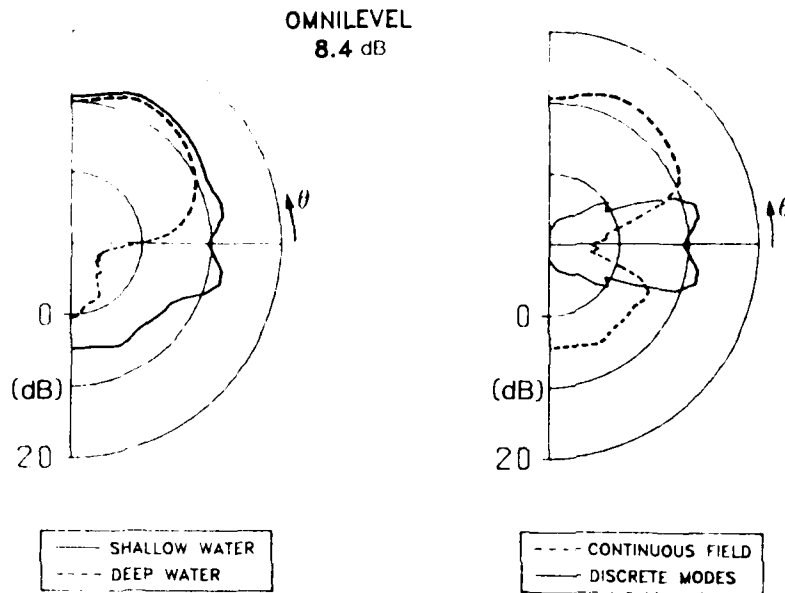 OMNILEVEL
8.4 dB
θ
0
(dB)
20
SHALLOW WATER
DEEP WATER
θ
0
(dB)
20
CONTINUOUS FIELD
DISCRETE MODES